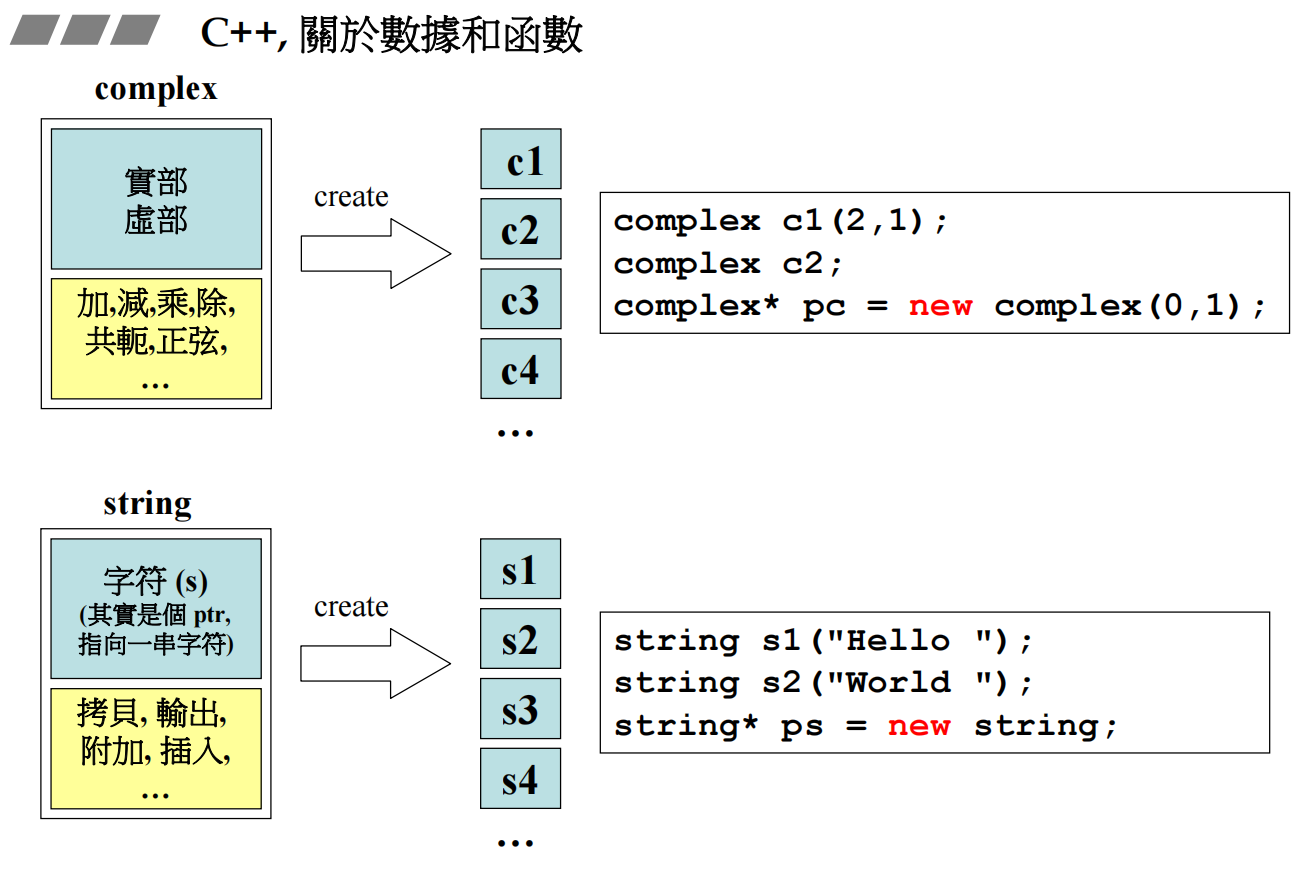 C++, 關於數據和函數
complex
實部
虛部
加,減,乘,除,
共軛,正弦,
…
create
c1
c2
c3
c4
…
complex c1(2,1);
complex c2;
complex* pc = new complex(0,1);
string
字符 (s)
(其實是個 ptr,
指向一串字符)
拷貝, 輸出,
附加, 插入,
…
create
s1
s2
s3
s4
…
string s1("Hello ");
string s2("World ");
string* ps = new string;